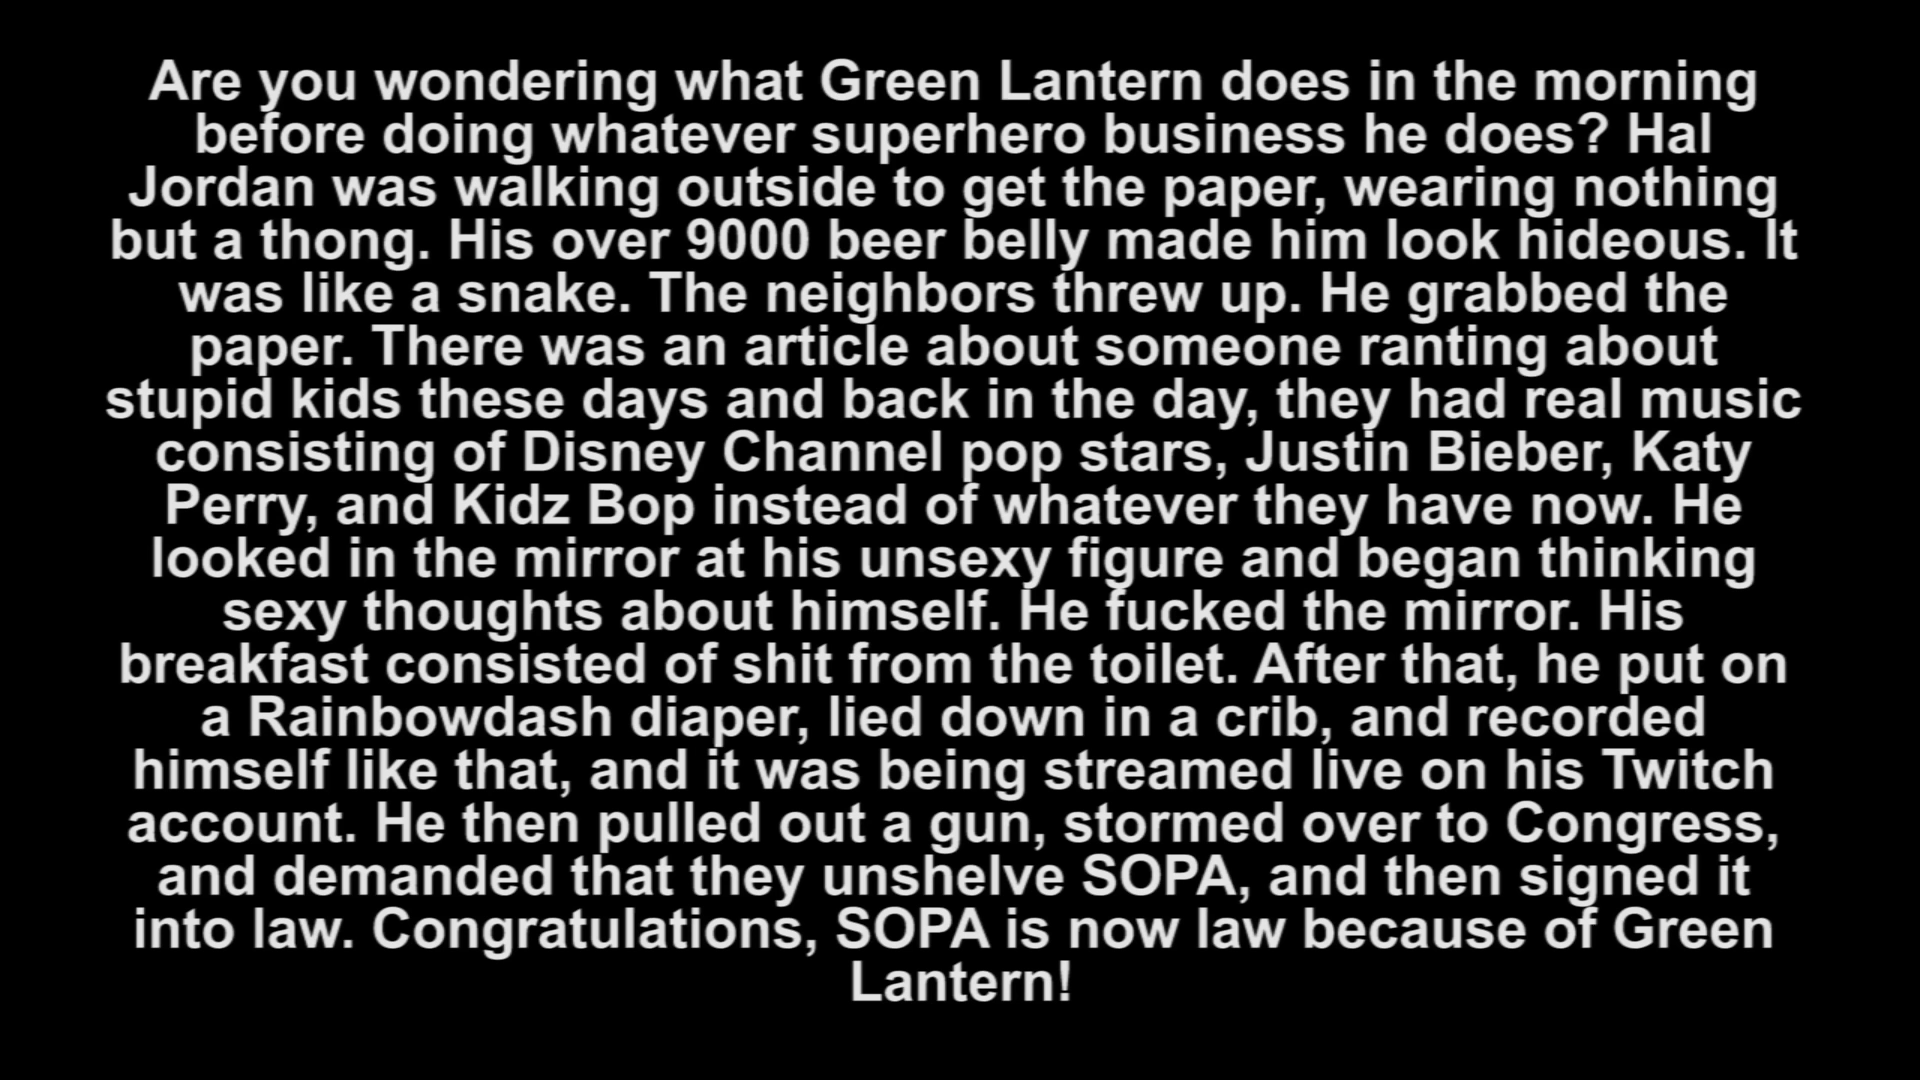 Are you wondering what Green Lantern does in the morning
before doing whatever superhero business he does? Hal
Jordan was walking outside to get the paper, wearing nothing
but a thong. His over 9000 beer belly made him look hideous. It
was like a snake. The neighbors threw up. He grabbed the
paper. There was an article about someone ranting about
stupid kids these days and back in the day, they had real music
consisting of Disney Channel pop stars, Justin Bieber, Katy
Perry, and Kidz Bop instead of whatever they have now. He
looked in the mirror at his unsexy figure and began thinking
sexy thoughts about himself. He fucked the mirror. His
breakfast consisted of shit from the toilet. After that, he put on
a Rainbowdash diaper, lied down in a crib, and recorded
himself like that, and it was being streamed live on his Twitch
account. He then pulled out a gun, stormed over to Congress,
and demanded that they unshelve SOPA, and then signed it
into law. Congratulations, SOPA is now law because of Green
Lantern!